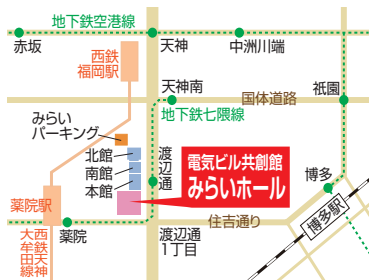 地下鉄空港線
赤坂
天神
中洲川端
西鉄
福岡駅
天神南
国体道路
祇園
地下鉄七隈線
みらい
パーキング
北館
南館
本館
渡辺通
電気ビル共創館
みらいホール
博多
博多駅
薬院駅
薬院
住吉通り
渡辺通
1丁目
西鉄天神
大牟田線